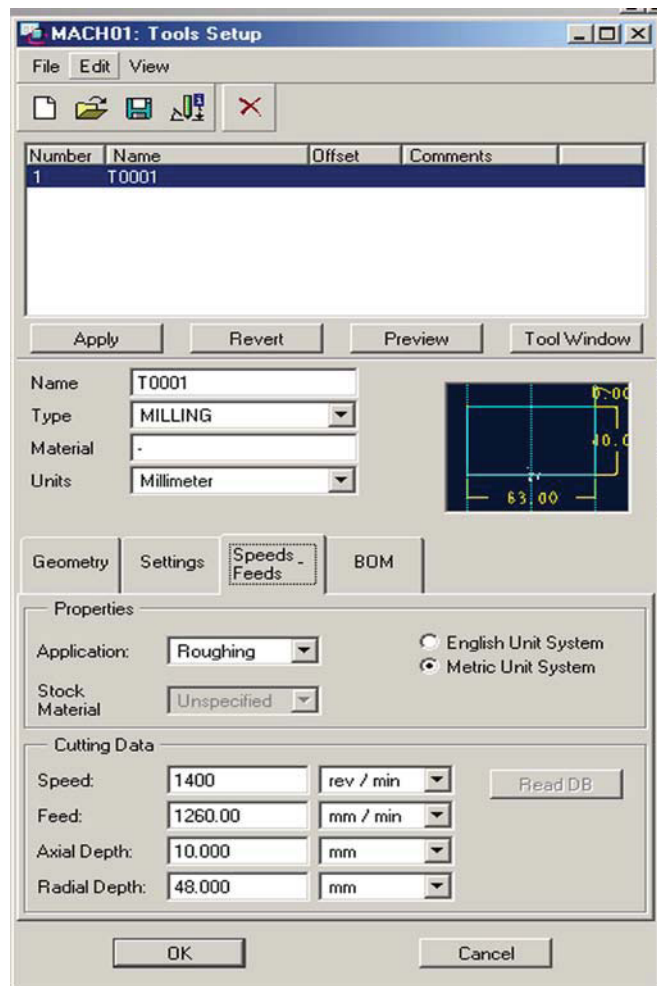 MACH01: Tools Setup
File Edit View
Number Name Offset Comments
1 T0001
Apply Revert Preview Tool Window
Name T0001
Type MILLING
Material -
Units Millimeter
63.00
Geometry Settings Speeds - Feeds BOM
Properties
Application: Roughing
English Unit System
Metric Unit System
Stock Material Unspecified
Cutting Data
Speed: 1400 rev / min Read DB
Feed: 1260.00 mm / min
Axial Depth: 10.000 mm
Radial Depth: 48.000 mm
OK Cancel